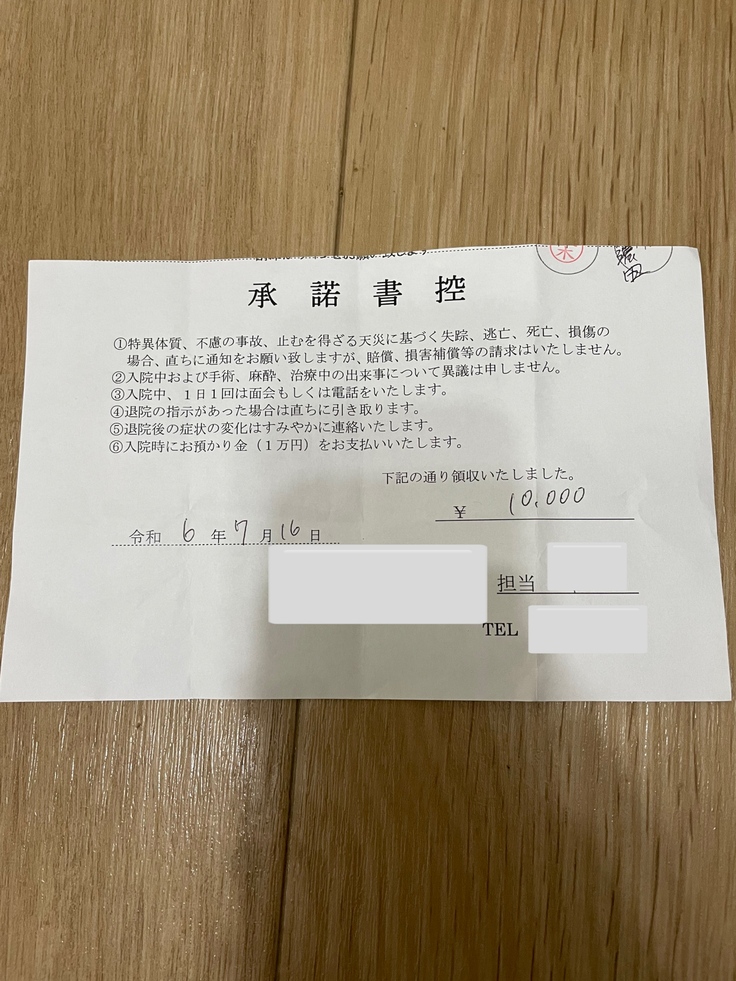 お願い致します
承諾書控
①特異体質、不慮の事故、止むを得ざる天災に基づく失踪、逃亡、死亡、損傷の
場合、直ちに通知をお願い致しますが、賠償、損害補償等の請求はいたしません。
②入院中および手術、麻酔、治療中の出来事について異議は申しません。
③入院中、1日1回は面会もしくは電話をいたします。
④退院の指示があった場合は直ちに引き取ります。
⑤退院後の症状の変化はすみやかに連絡いたします。
⑥入院時にお預かり金（1万円）をお支払いいたします。
下記の通り領収いたしました。
¥ 10,000
令和 6 年 7 月 16 日
担当
TEL